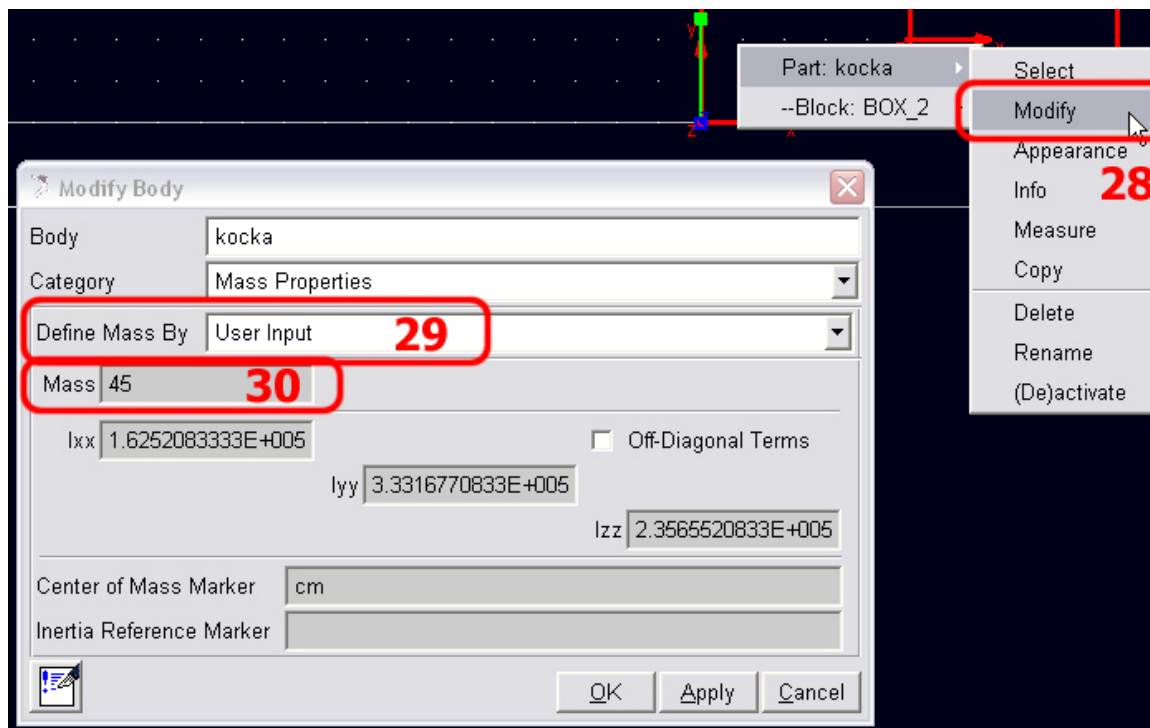 y
x
Part: kocka
Select
--Block: BOX_2
Modify
z
x
Appearance
28
Info
Measure
Copy
Delete
Rename
(De)activate
Modify Body
Body kocka
Category Mass Properties
Define Mass By User Input 29
Mass 45 30
Ixx 1.6252083333E+005 Off-Diagonal Terms
Iyy 3.3316770833E+005
Izz 2.3565520833E+005
Center of Mass Marker cm
Inertia Reference Marker
OK Apply Cancel